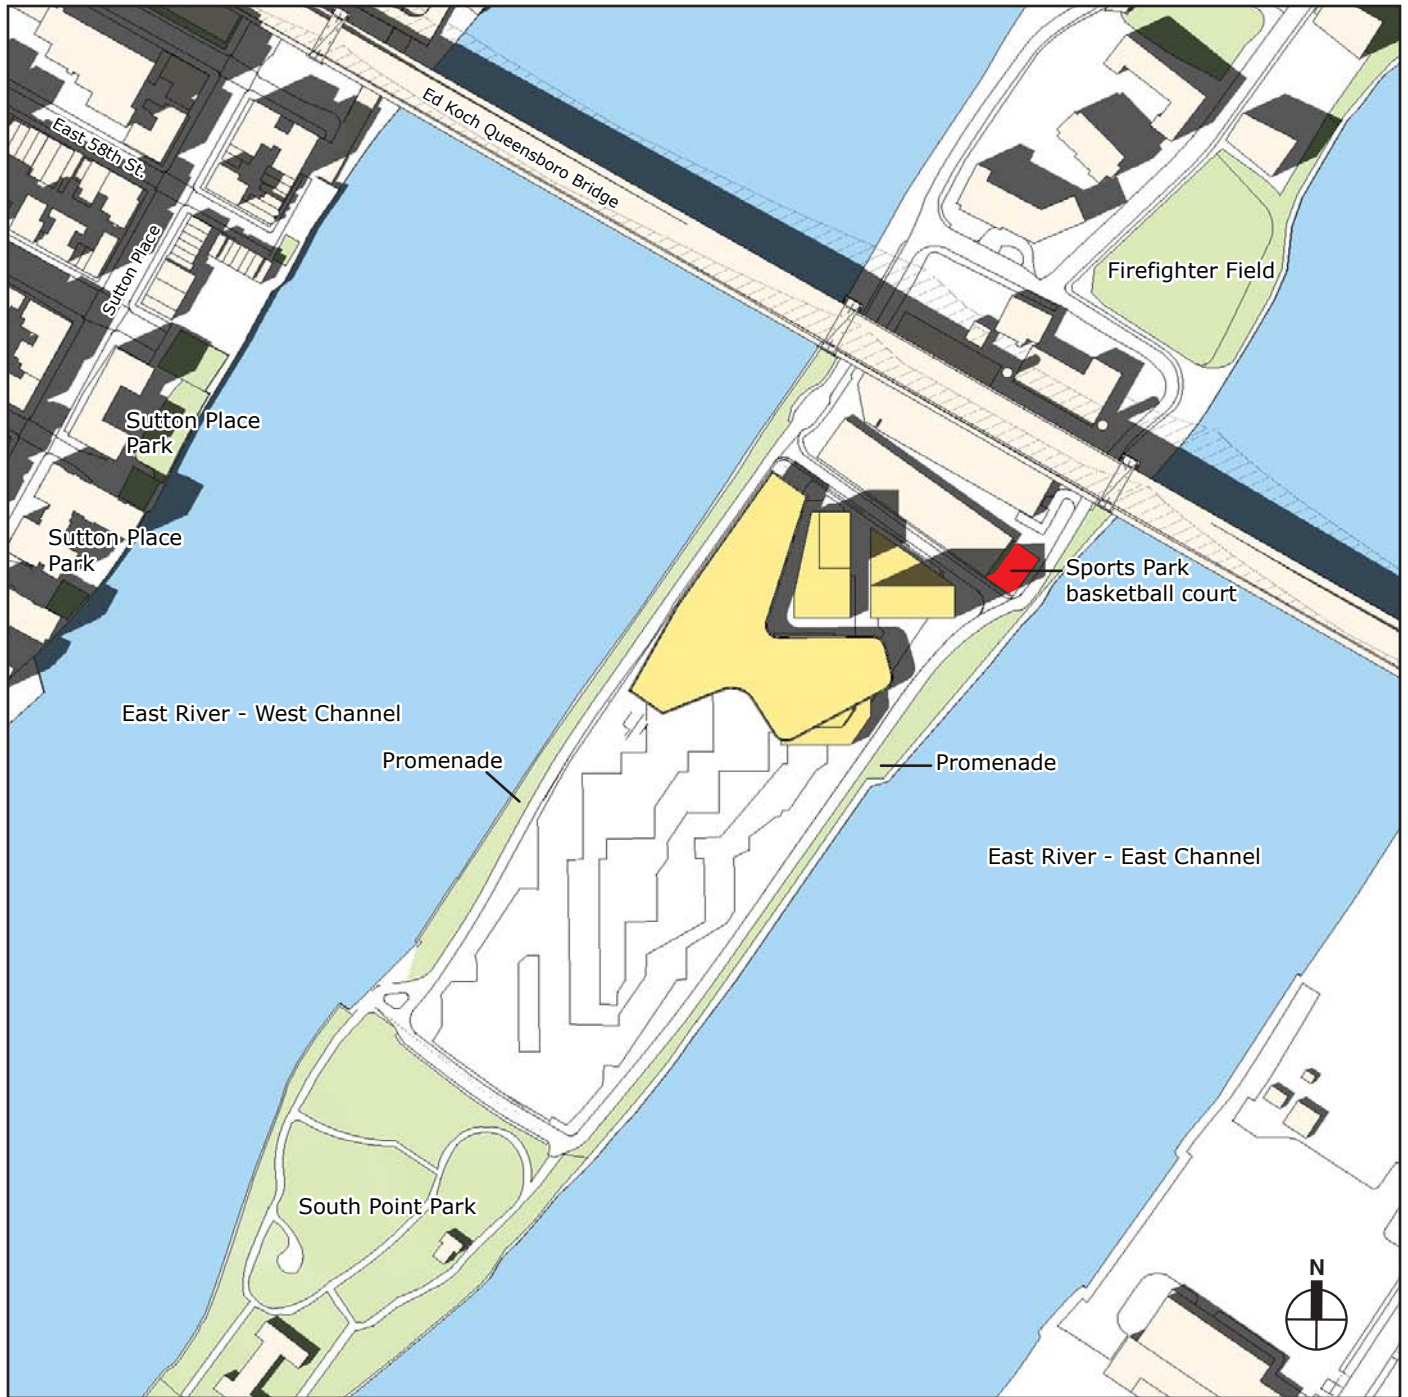 Ed Koch Queensboro Bridge
East 58th St.
Sutton Place
Firefighter Field
Sutton Place
Park
Sutton Place
Park
Sports Park
basketball court
East River - West Channel
Promenade
Promenade
East River - East Channel
South Point Park
N